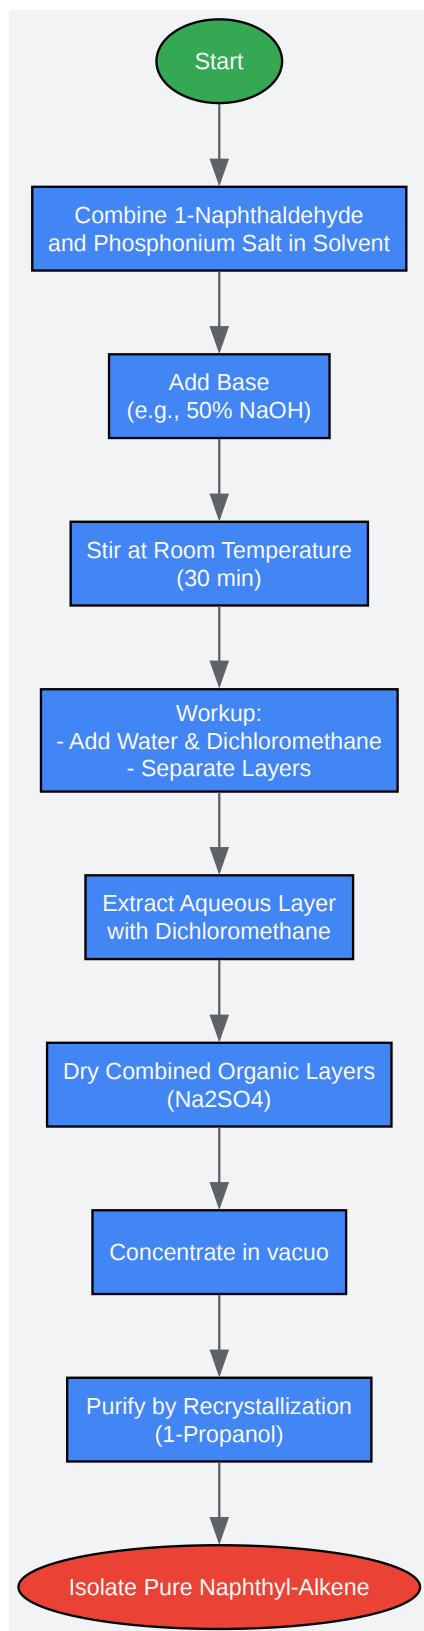 Start
Combine 1-Naphthaldehyde
and Phosphonium Salt in Solvent
Add Base
(e.g., 50% NaOH)
Stir at Room Temperature
(30 min)
Workup:
- Add Water & Dichloromethane
- Separate Layers
Extract Aqueous Layer
with Dichloromethane
Dry Combined Organic Layers
(Na2SO4)
Concentrate in vacuo
Purify by Recrystallization
(1-Propanol)
Isolate Pure Naphthyl-Alkene